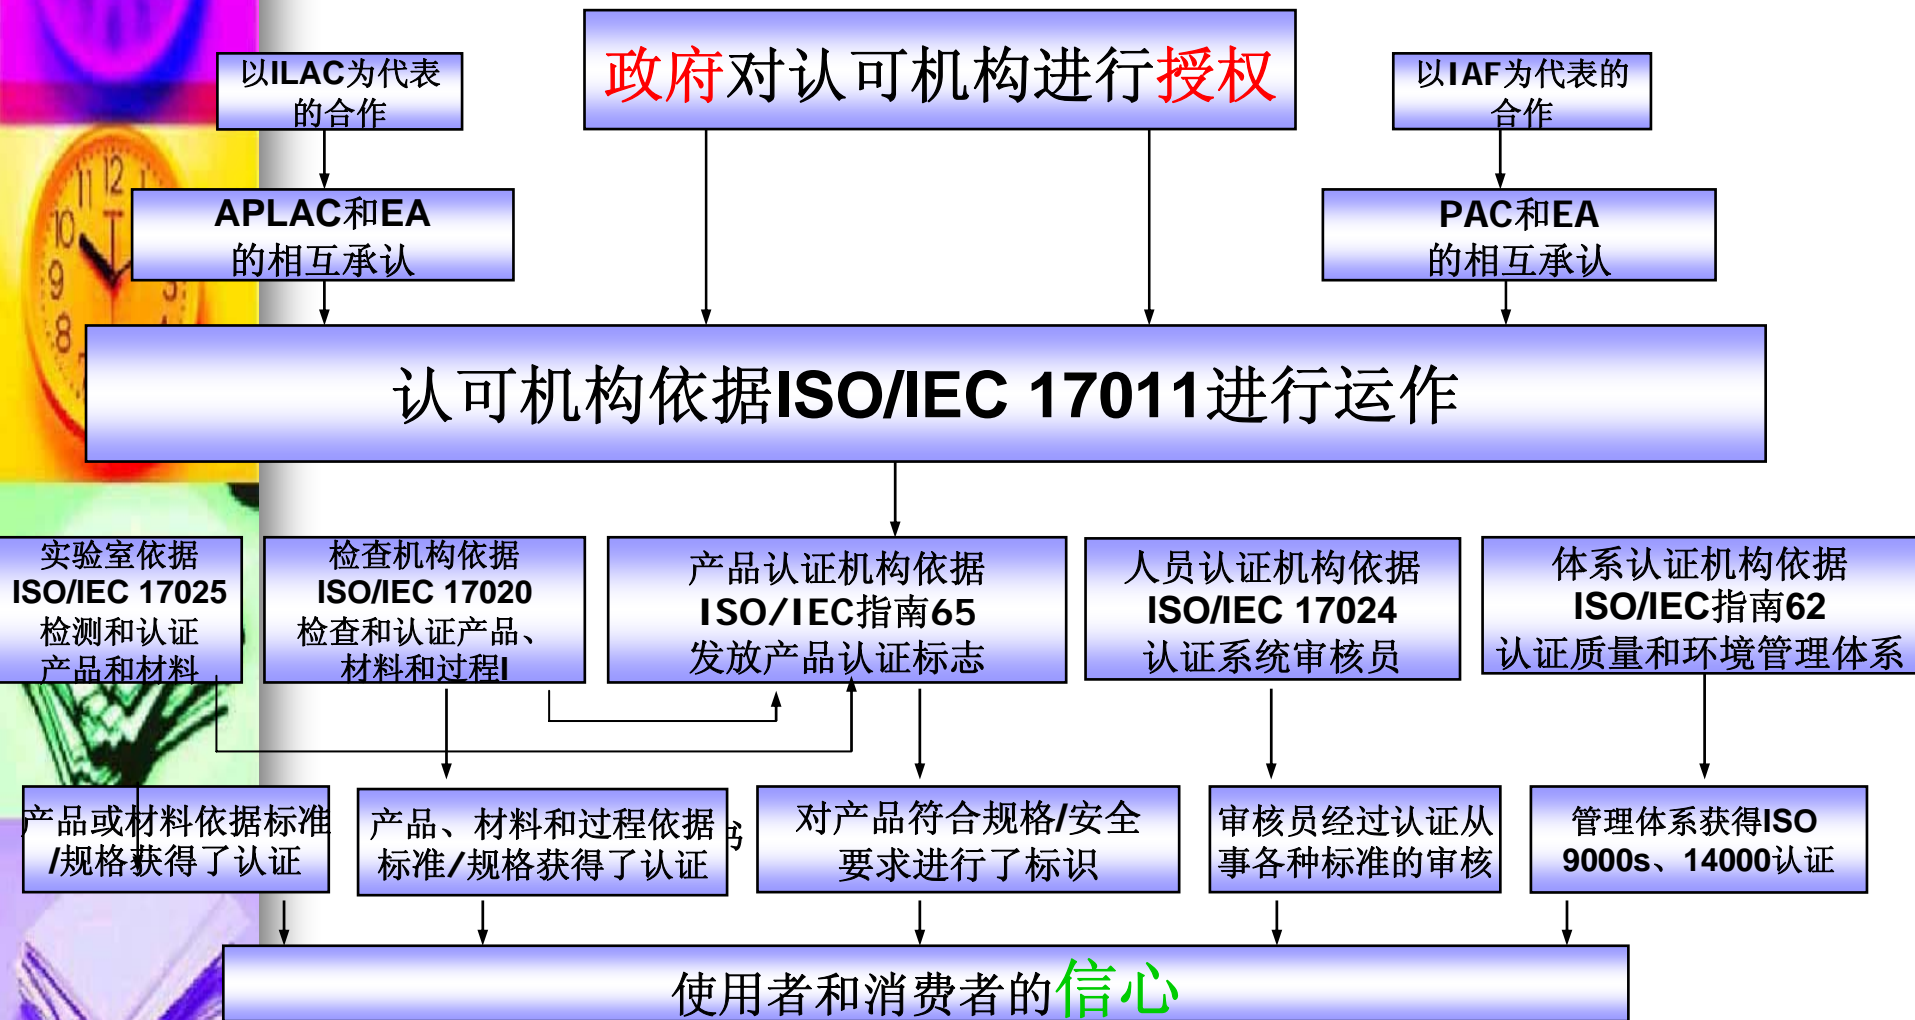 政府对认可机构进行授权
以ILAC为代表
的合作
以IAF为代表的
合作
APLAC和EA
的相互承认
PAC和EA
的相互承认
认可机构依据ISO/IEC 17011进行运作
实验室依据
ISO/IEC 17025
检测和认证
产品和材料
检查机构依据
ISO/IEC 17020
检查和认证产品、
材料和过程I
产品认证机构依据
ISO/IEC指南65
发放产品认证标志
人员认证机构依据
ISO/IEC 17024
认证系统审核员
体系认证机构依据
ISO/IEC指南62
认证质量和环境管理体系
产品或材料依据标准
/规格获得了认证
产品、材料和过程依据
标准/规格获得了认证
对产品符合规格/安全
要求进行了标识
审核员经过认证从
事各种标准的审核
管理体系获得ISO
9000s、14000认证
使用者和消费者的信心